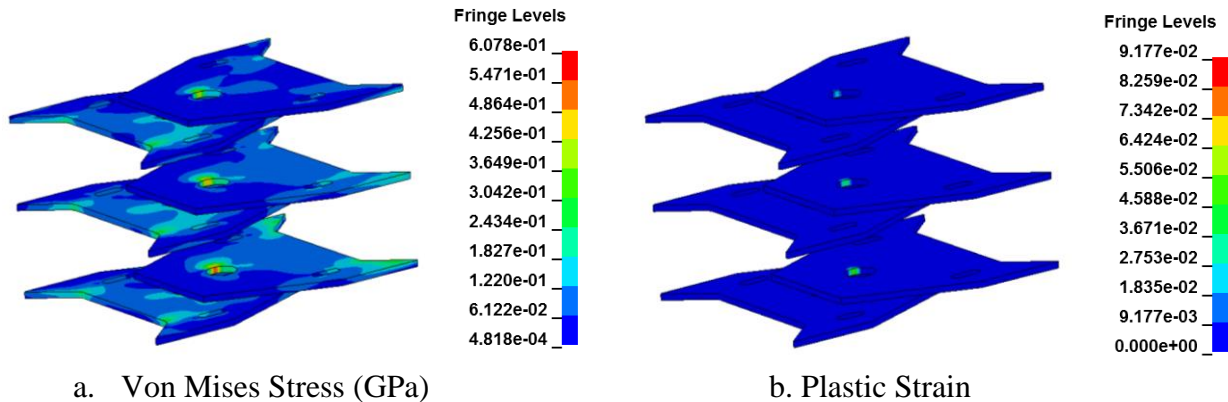 Fringe Levels
6.078e-01
5.471e-01
4.864e-01
4.256e-01
3.649e-01
3.042e-01
2.434e-01
1.827e-01
1.220e-01
6.122e-02
4.818e-04
Fringe Levels
9.177e-02
8.259e-02
7.342e-02
6.424e-02
5.506e-02
4.588e-02
3.671e-02
2.753e-02
1.835e-02
9.177e-03
0.000e+00
a. Von Mises Stress (GPa)
b. Plastic Strain